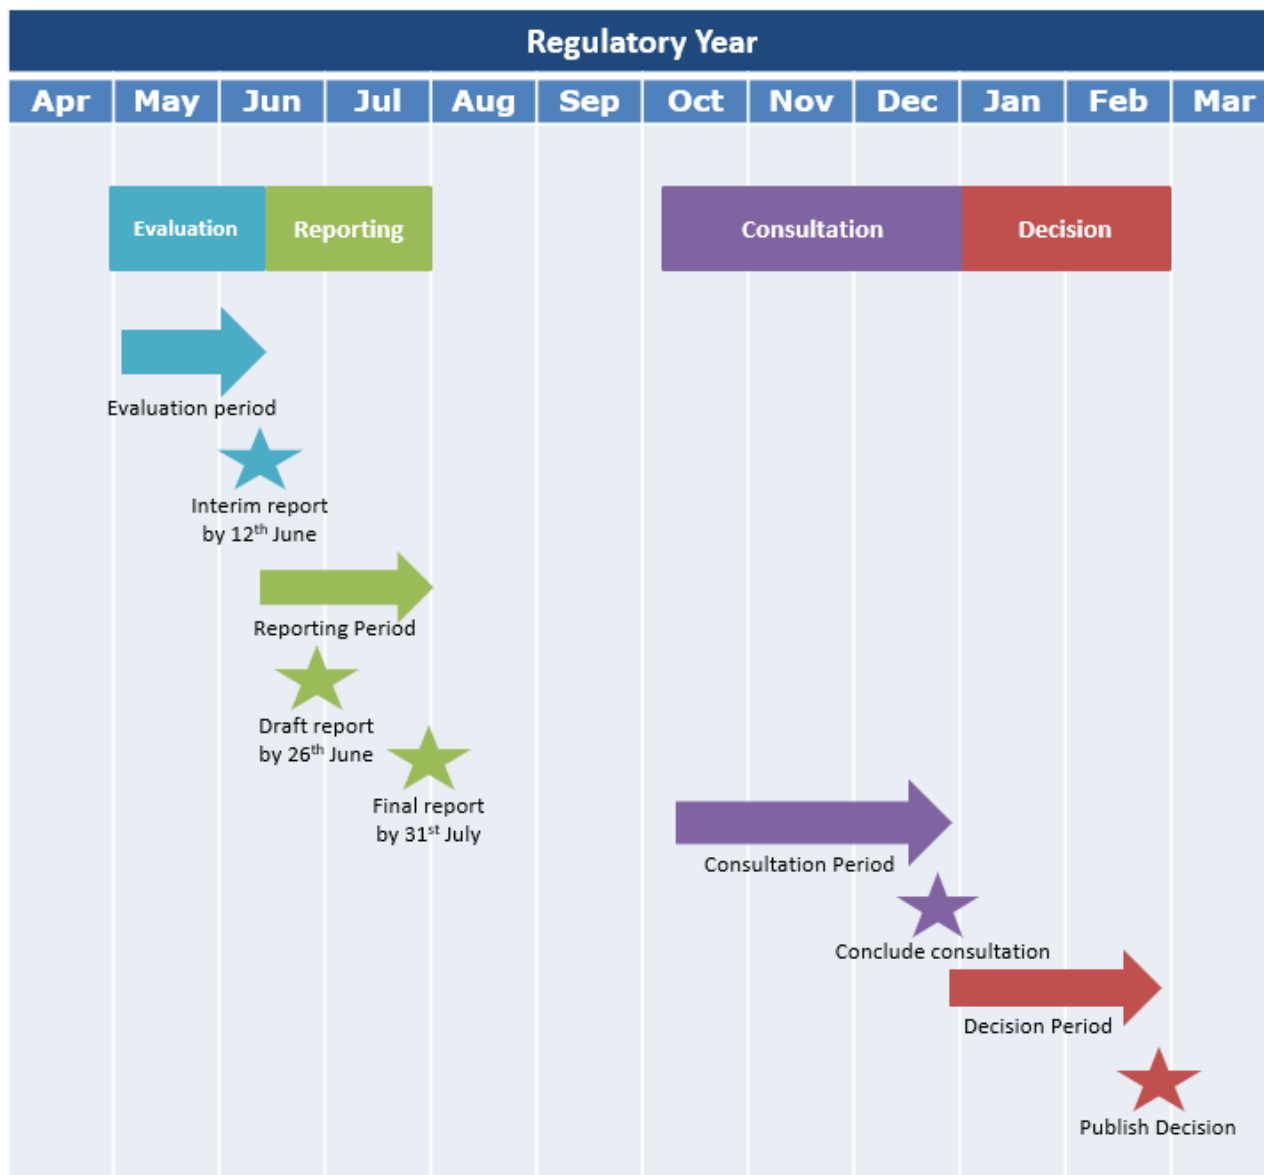 Regulatory Year
Apr May Jun Jul Aug Sep Oct Nov Dec Jan Feb Mar
Evaluation Reporting Consultation Decision
Evaluation period
Interim report
by 12th June
Reporting Period
Draft report
by 26th June
Final report
by 31st July
Consultation Period
Conclude consultation
Decision Period
Publish Decision